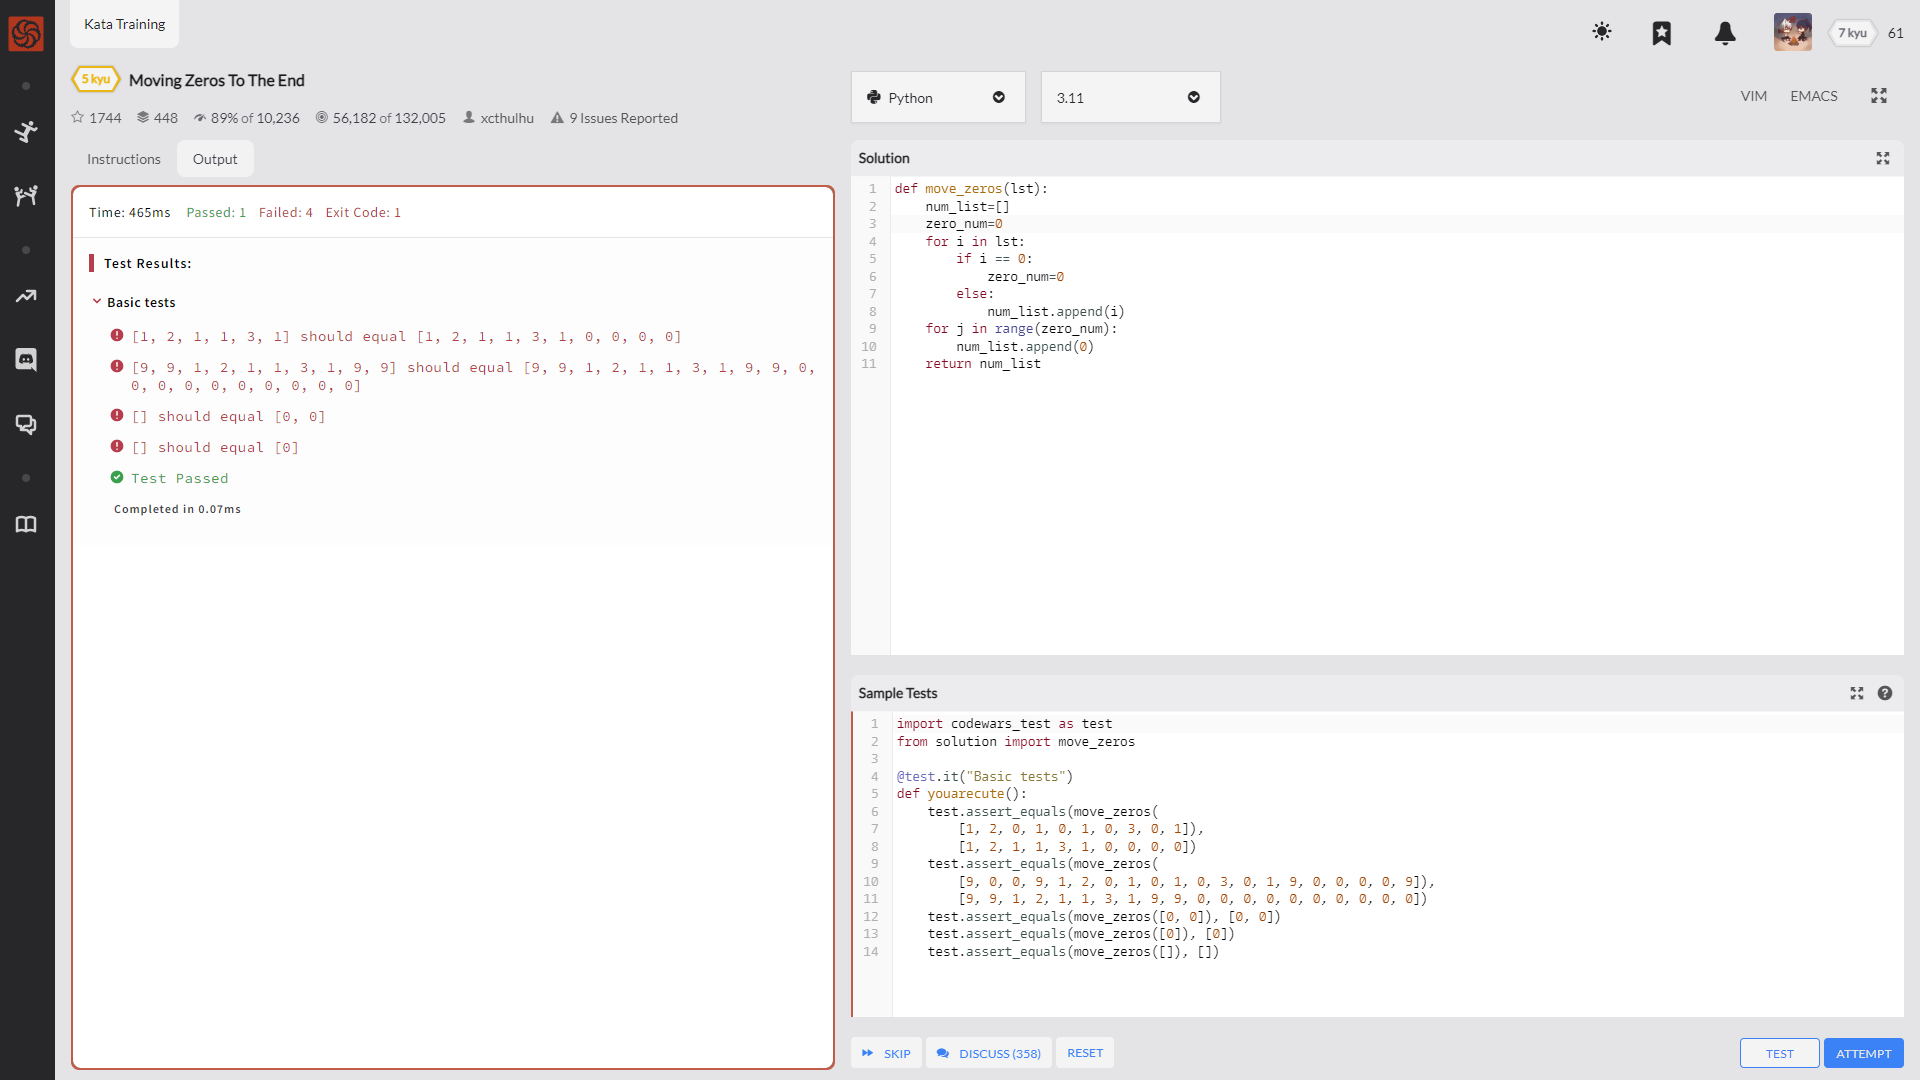 Kata Training
7 kyu 61
5 kyu Moving Zeros To The End
1744 448 89% of 10,236 56,182 of 132,005 xcthulhu 9 Issues Reported
Instructions Output
Time: 465ms Passed: 1 Failed: 4 Exit Code: 1
Test Results:
Basic tests
[1, 2, 1, 1, 3, 1] should equal [1, 2, 1, 1, 3, 1, 0, 0, 0, 0]
[9, 9, 1, 2, 1, 1, 3, 1, 9, 9] should equal [9, 9, 1, 2, 1, 1, 3, 1, 9, 9, 0,
0, 0, 0, 0, 0, 0, 0, 0, 0]
[] should equal [0, 0]
[] should equal [0]
Test Passed
Completed in 0.07ms
Python 3.11
VIM EMACS
Solution
1 def move_zeros(lst):
2     num_list=[]
3     zero_num=0
4     for i in lst:
5         if i == 0:
6             zero_num=0
7         else:
8             num_list.append(i)
9     for j in range(zero_num):
10         num_list.append(0)
11     return num_list
Sample Tests
1 import codewars_test as test
2 from solution import move_zeros
3
4 @test.it("Basic tests")
5 def youarecute():
6     test.assert_equals(move_zeros(
7         [1, 2, 0, 1, 0, 1, 0, 3, 0, 1]),
8         [1, 2, 1, 1, 3, 1, 0, 0, 0, 0])
9     test.assert_equals(move_zeros(
10         [9, 0, 0, 9, 1, 2, 0, 1, 0, 1, 0, 3, 0, 1, 9, 0, 0, 0, 0, 9]),
11         [9, 9, 1, 2, 1, 1, 3, 1, 9, 9, 0, 0, 0, 0, 0, 0, 0, 0, 0, 0])
12     test.assert_equals(move_zeros([0, 0]), [0, 0])
13     test.assert_equals(move_zeros([0]), [0])
14     test.assert_equals(move_zeros([]), [])
SKIP DISCUSS (358) RESET TEST ATTEMPT